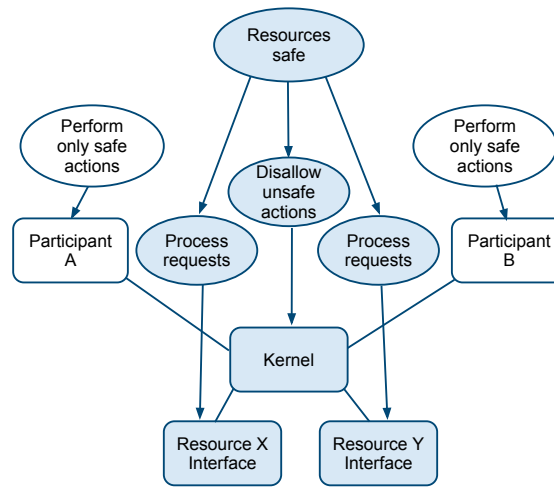 Resources
safe
Perform
only safe
actions
Perform
only safe
actions
Disallow
unsafe
actions
Participant
A
Process
requests
Process
requests
Participant
B
Kernel
Resource X
Interface
Resource Y
Interface